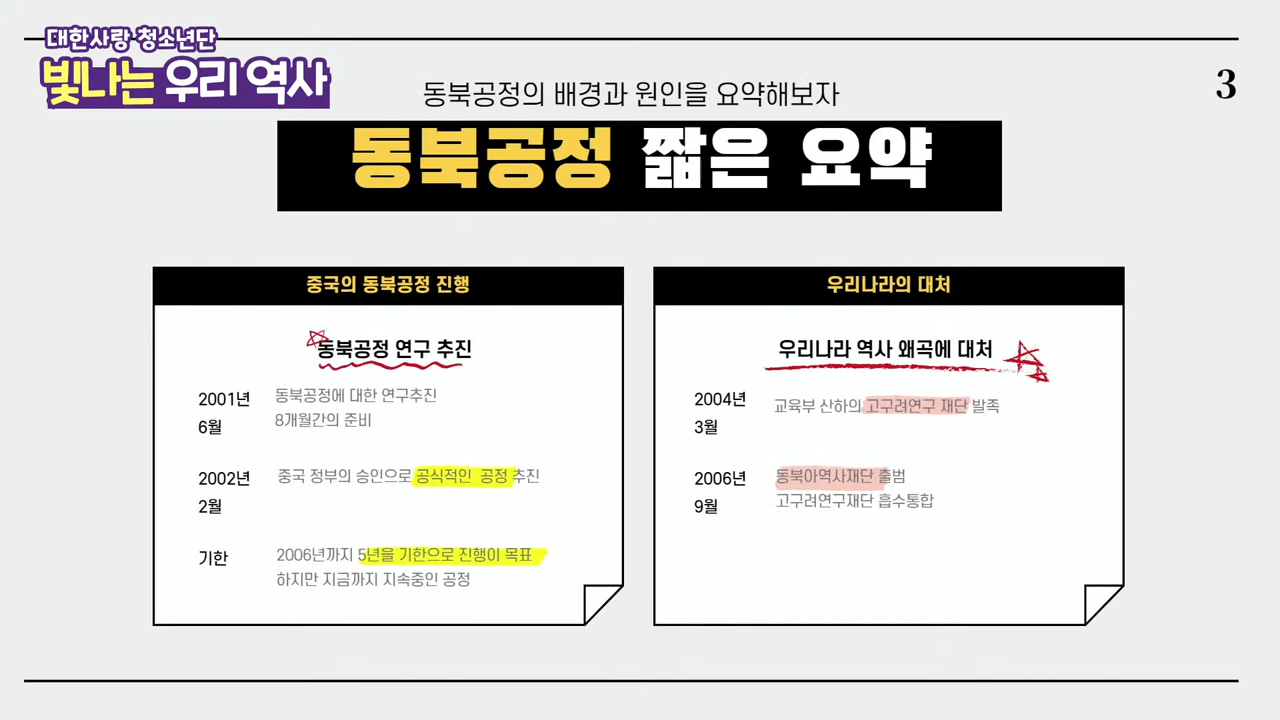 대한사랑 청소년단
빛나는 우리 역사
동북공정의 배경과 원인을 요약해보자
3
동북공정 짧은 요약
중국의 동북공정 진행
동북공정 연구 추진
2001년
6월
동북공정에 대한 연구추진
8개월간의 준비
2002년
2월
중국 정부의 승인으로 공식적인 공정 추진
기한
2006년까지 5년을 기한으로 진행이 목표
하지만 지금까지 지속중인 공정
우리나라의 대처
우리나라 역사 왜곡에 대처
2004년
3월
교육부 산하의 고구려연구 재단 발족
2006년
9월
동북아역사재단 출범
고구려연구재단 흡수통합